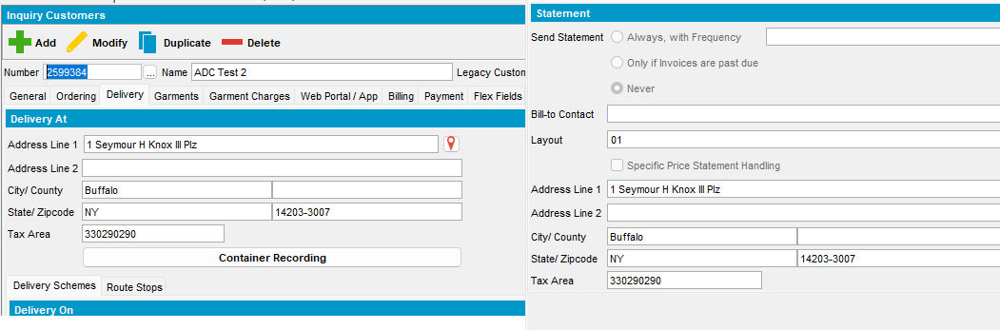 Inquiry Customers
Add Modify Duplicate Delete
Number 2599384 ... Name ADC Test 2 Legacy Custom
General Ordering Delivery Garments Garment Charges Web Portal / App Billing Payment Flex Fields
Delivery At
Address Line 1 1 Seymour H Knox III Plz
Address Line 2
City/ County Buffalo
State/ Zipcode NY 14203-3007
Tax Area 330290290
Container Recording
Delivery Schemes Route Stops
Delivery On
Statement
Send Statement Always, with Frequency
Only if Invoices are past due
Never
Bill-to Contact
Layout 01
Specific Price Statement Handling
Address Line 1 1 Seymour H Knox III Plz
Address Line 2
City/ County Buffalo
State/ Zipcode NY 14203-3007
Tax Area 330290290